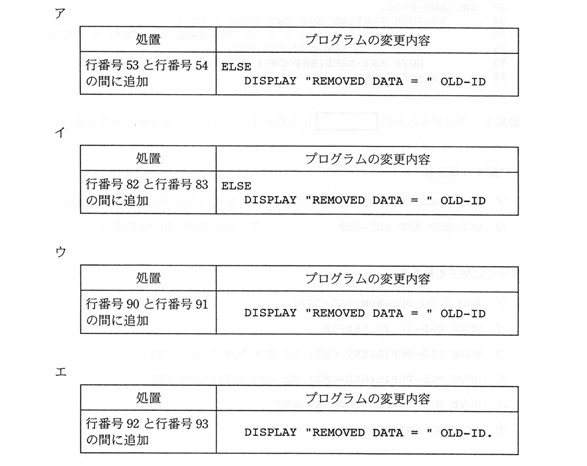 ア
処置 プログラムの変更内容
行番号 53 と行番号 54 ELSE
の間に追加 DISPLAY "REMOVED DATA = " OLD-ID
イ
処置 プログラムの変更内容
行番号 82 と行番号 83 ELSE
の間に追加 DISPLAY "REMOVED DATA = " OLD-ID
ウ
処置 プログラムの変更内容
行番号 90 と行番号 91
の間に追加 DISPLAY "REMOVED DATA = " OLD-ID
エ
処置 プログラムの変更内容
行番号 92 と行番号 93
の間に追加 DISPLAY "REMOVED DATA = " OLD-ID.